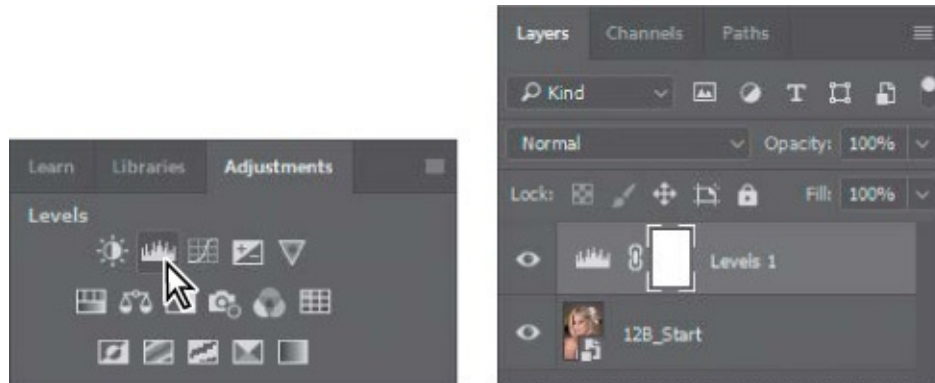 Learn Libraries Adjustments
Levels
Layers Channels Paths
Kind
Normal Opacity: 100%
Lock: Fill: 100%
Levels 1
12B_Start